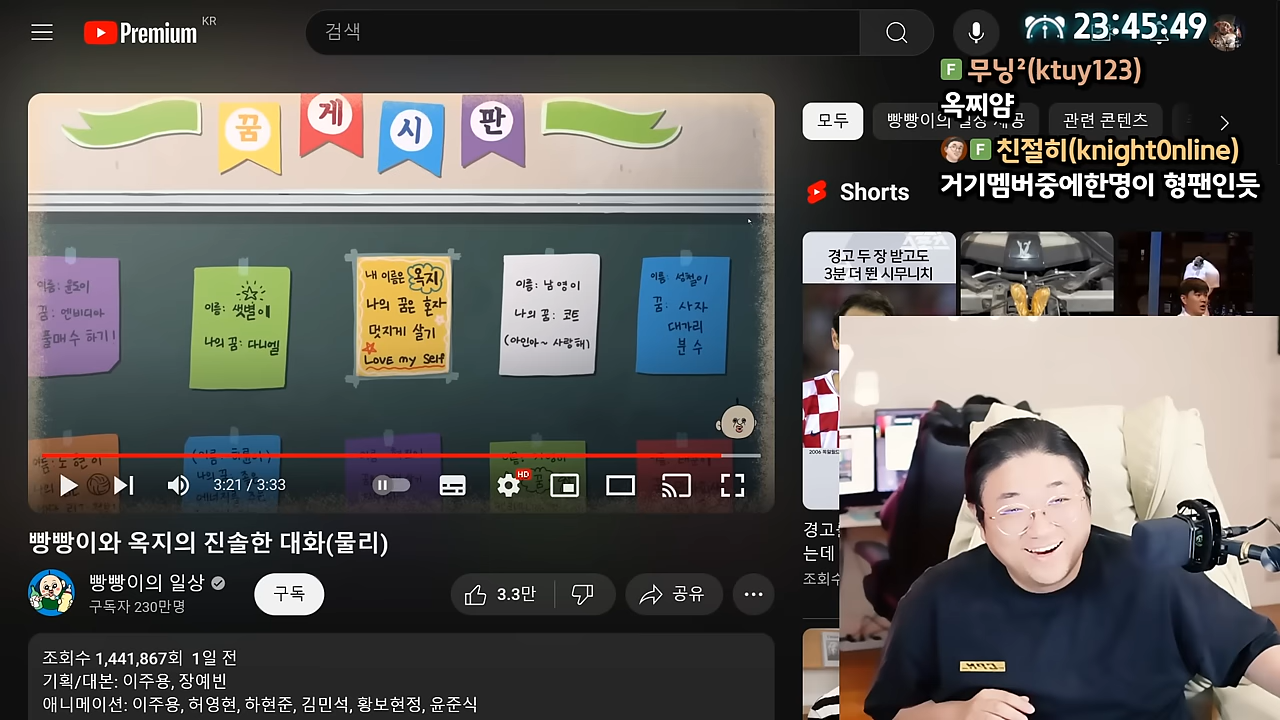 Premium KR
검색
23:45:49
F 무닝²(ktuy123)
옥찌얌
F 친절히(knight0nline)
거기멤버중에한명이 형팬인듯
모두
빵빵이의 일상 제공
관련 콘텐츠
Shorts
경고 두 장 받고도
3분 더 뛴 시무니치
꿈 게 시 판
이름: 윤도이
꿈: 엔비디아
풀매수 하기!
이름: 샛별이
나의 꿈: 다니엘
내 이름은 옥지
나의 꿈은 혼자
멋지게 살기
LOVE my Self
이름: 남영이
나의 꿈: 코트
(아인아~ 사랑해)
이름: 성철이
꿈: 사자
대가리
분수
3:21 / 3:33
HD
빵빵이와 옥지의 진솔한 대화(물리)
빵빵이의 일상
구독자 230만명
구독
3.3만
공유
조회수 1,441,867회 1일 전
기획/대본: 이주용, 장예빈
애니메이션: 이주용, 허영현, 하현준, 김민석, 황보현정, 윤준식
는데